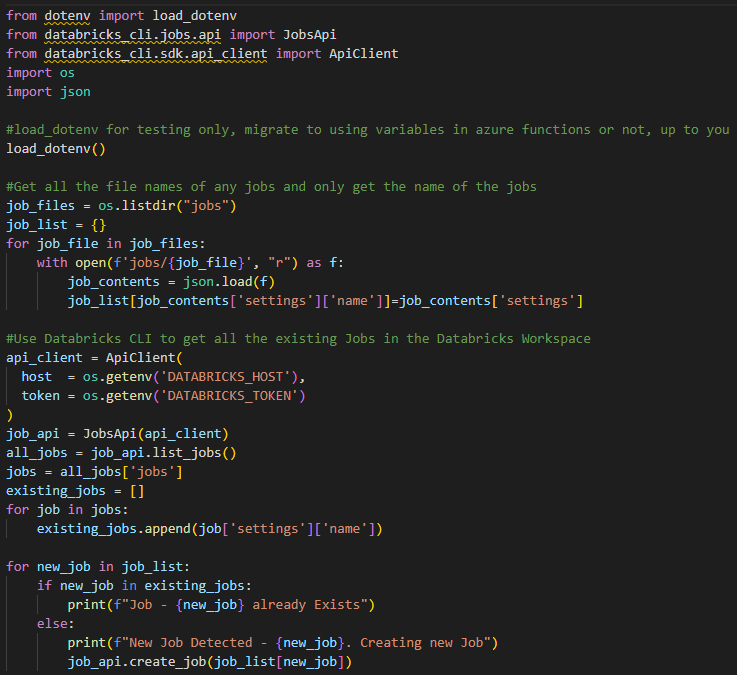 from dotenv import load_dotenv
from databricks_cli.jobs.api import JobsApi
from databricks_cli.sdk.api_client import ApiClient
import os
import json

#load_dotenv for testing only, migrate to using variables in azure functions or not, up to you
load_dotenv()

#Get all the file names of any jobs and only get the name of the jobs
job_files = os.listdir("jobs")
job_list = {}
for job_file in job_files:
    with open(f'jobs/{job_file}', "r") as f:
        job_contents = json.load(f)
        job_list[job_contents['settings']['name']]=job_contents['settings']

#Use Databricks CLI to get all the existing Jobs in the Databricks Workspace
api_client = ApiClient(
  host  = os.getenv('DATABRICKS_HOST'),
  token = os.getenv('DATABRICKS_TOKEN')
)
job_api = JobsApi(api_client)
all_jobs = job_api.list_jobs()
jobs = all_jobs['jobs']
existing_jobs = []
for job in jobs:
    existing_jobs.append(job['settings']['name'])

for new_job in job_list:
    if new_job in existing_jobs:
        print(f"Job - {new_job} already Exists")
    else:
        print(f"New Job Detected - {new_job}. Creating new Job")
        job_api.create_job(job_list[new_job])